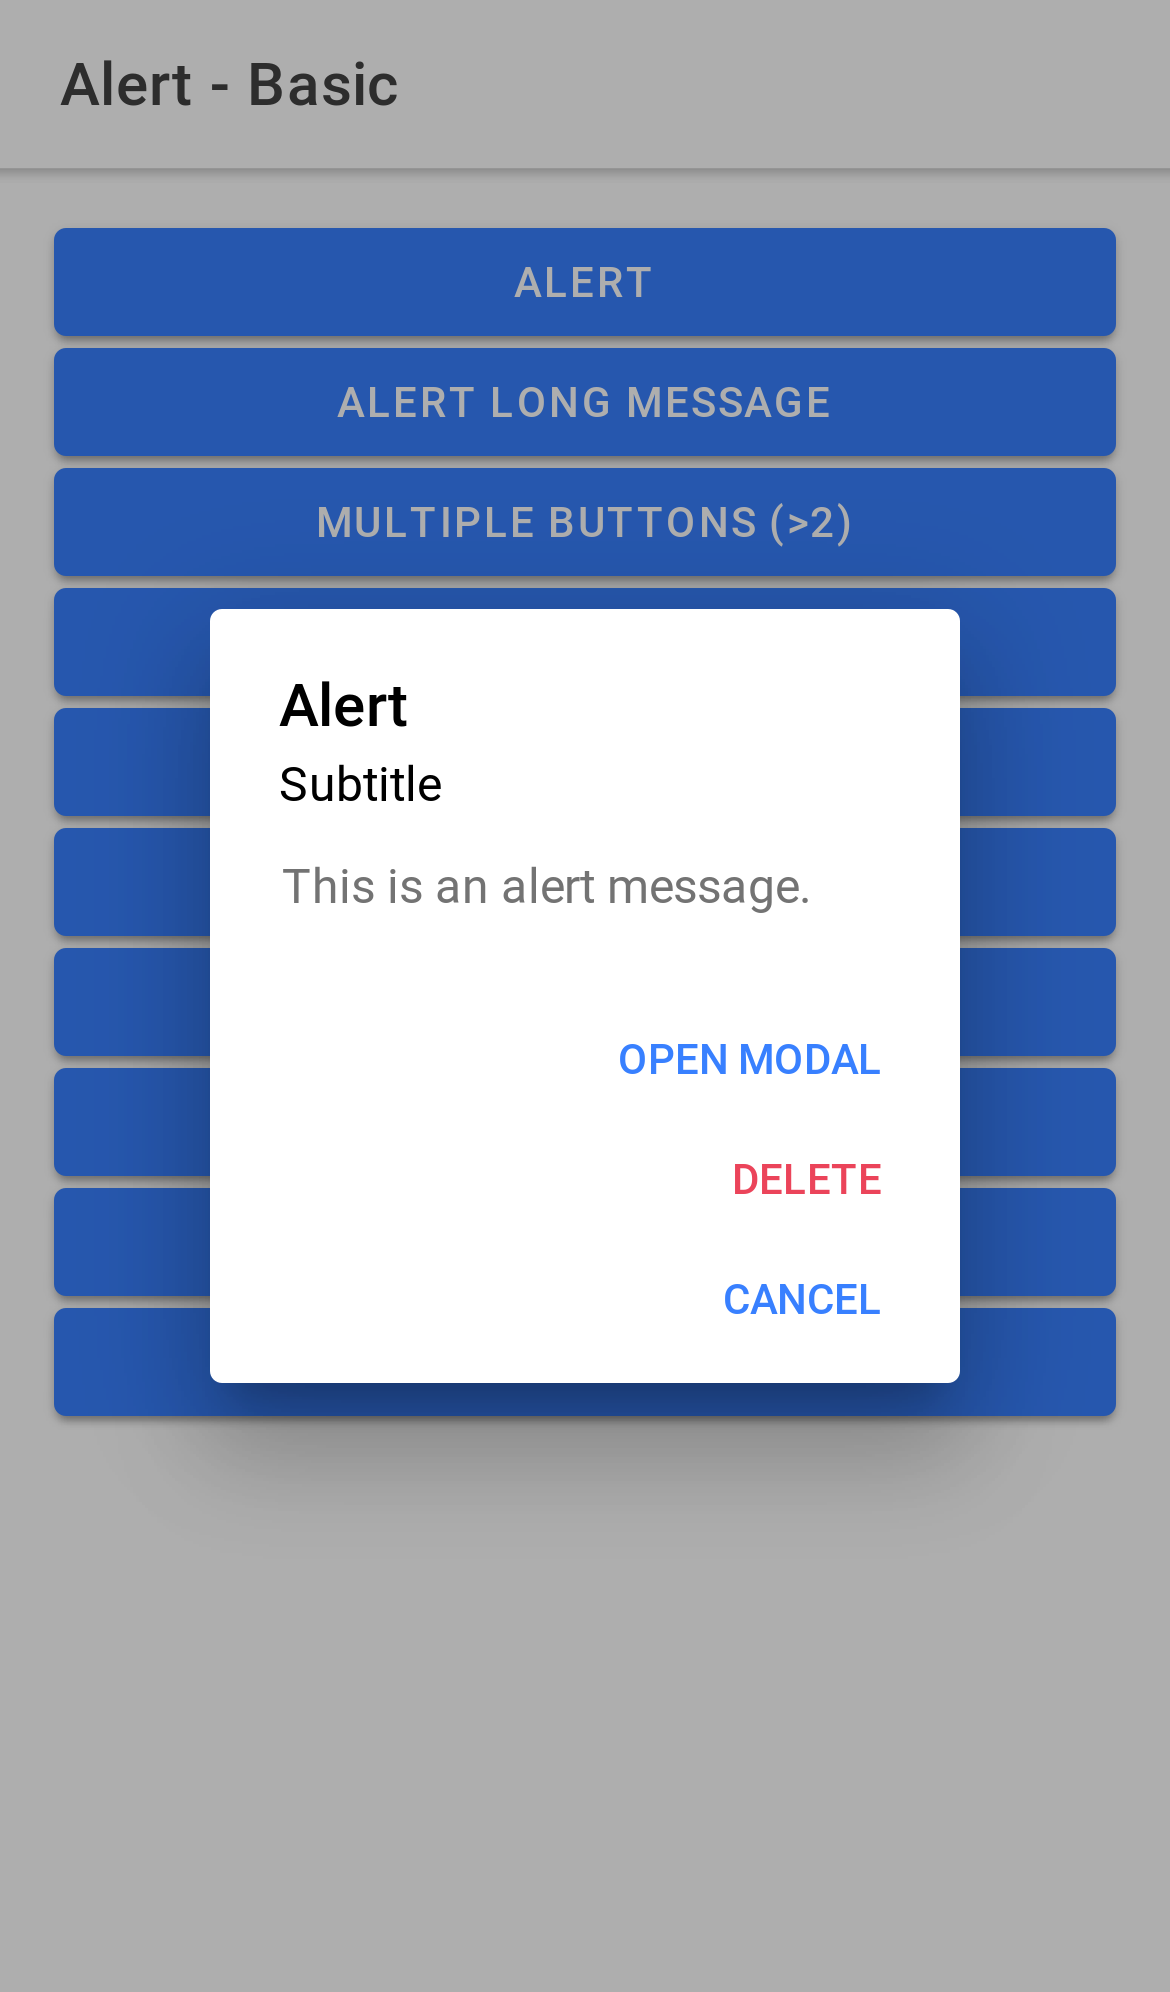 Alert - Basic
ALERT
ALERT LONG MESSAGE
MULTIPLE BUTTONS (>2)
Alert
Subtitle
This is an alert message.
OPEN MODAL
DELETE
CANCEL